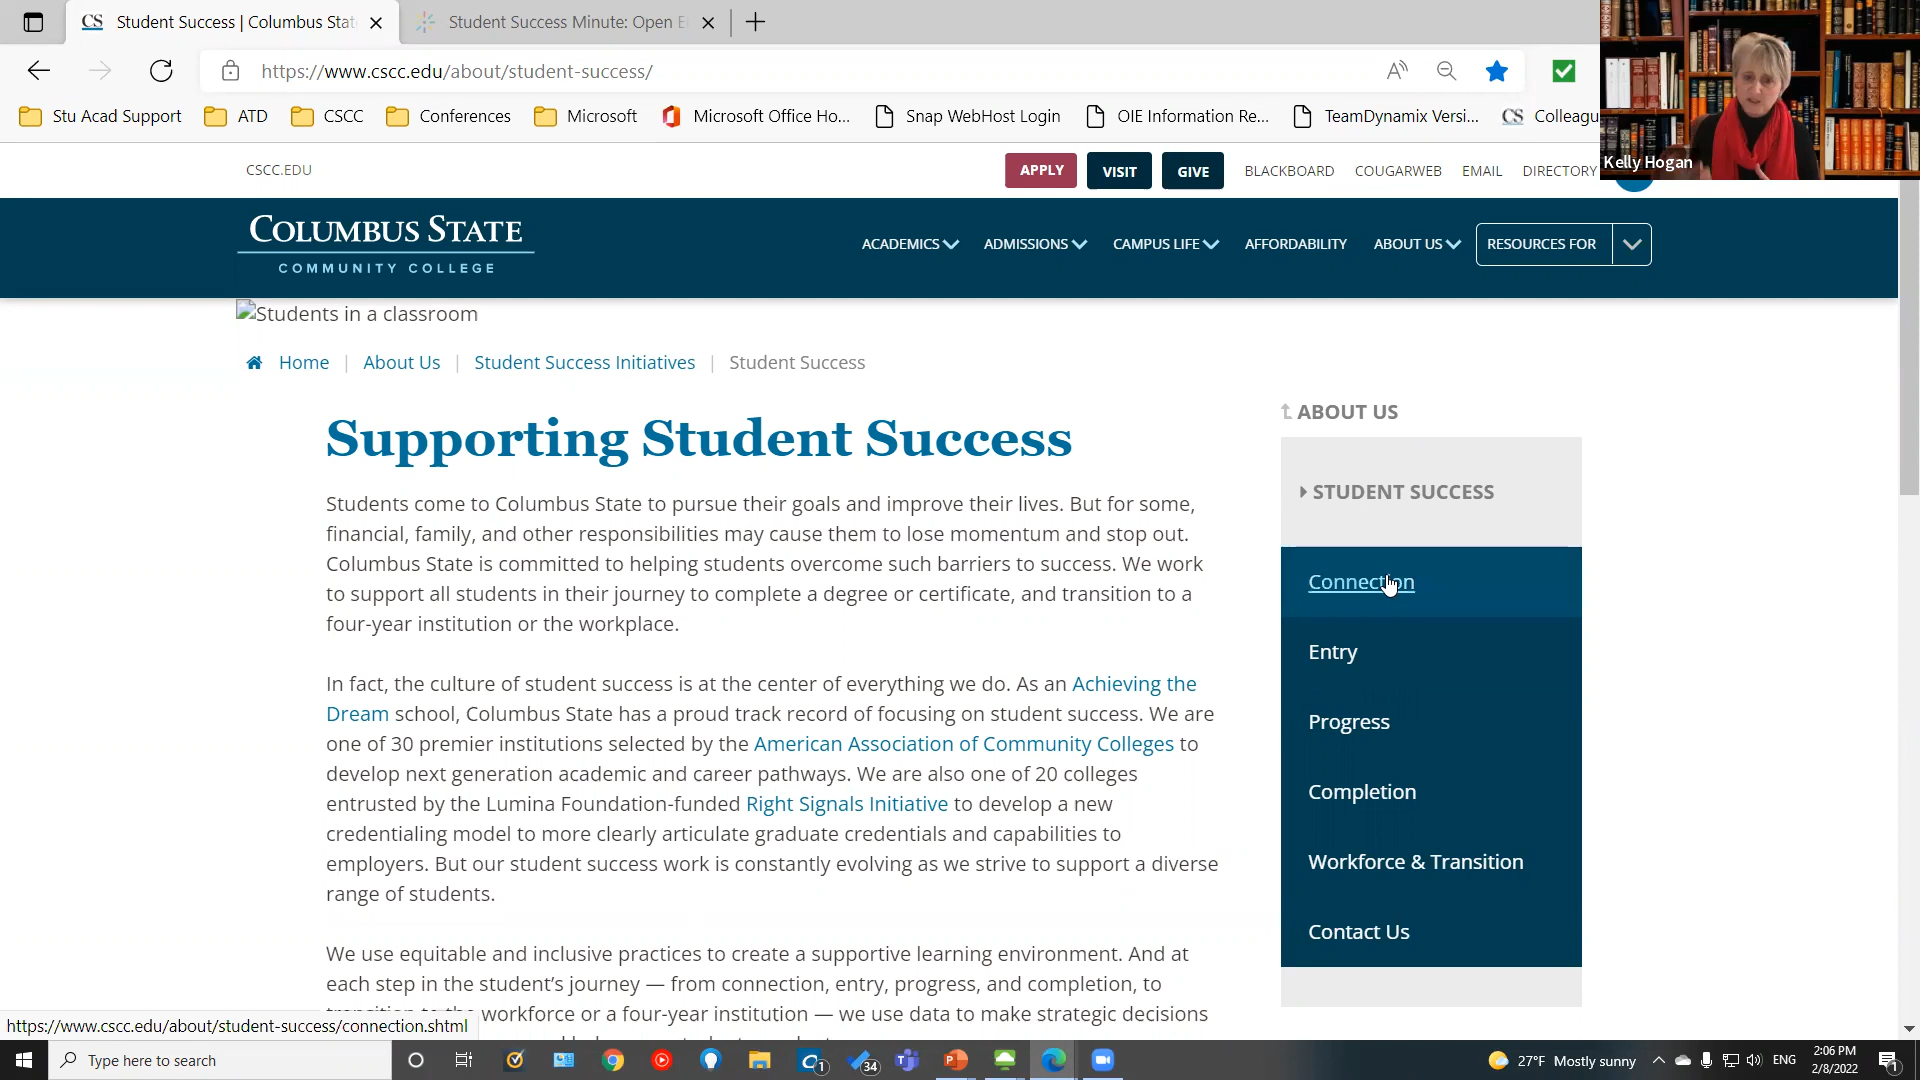 Student Success | Columbus Stat
Student Success Minute: Open E
https://www.cscc.edu/about/student-success/
Stu Acad Support
ATD
CSCC
Conferences
Microsoft
Microsoft Office Ho...
Snap WebHost Login
OIE Information Re...
TeamDynamix Versi...
CS Colleagu
Kelly Hogan
CSCC.EDU
APPLY
VISIT
GIVE
BLACKBOARD
COUGARWEB
EMAIL
DIRECTORY
COLUMBUS STATE
COMMUNITY COLLEGE
ACADEMICS
ADMISSIONS
CAMPUS LIFE
AFFORDABILITY
ABOUT US
RESOURCES FOR
Students in a classroom
Home | About Us | Student Success Initiatives | Student Success
Supporting Student Success
Students come to Columbus State to pursue their goals and improve their lives. But for some,
financial, family, and other responsibilities may cause them to lose momentum and stop out.
Columbus State is committed to helping students overcome such barriers to success. We work
to support all students in their journey to complete a degree or certificate, and transition to a
four-year institution or the workplace.
In fact, the culture of student success is at the center of everything we do. As an Achieving the
Dream school, Columbus State has a proud track record of focusing on student success. We are
one of 30 premier institutions selected by the American Association of Community Colleges to
develop next generation academic and career pathways. We are also one of 20 colleges
entrusted by the Lumina Foundation-funded Right Signals Initiative to develop a new
credentialing model to more clearly articulate graduate credentials and capabilities to
employers. But our student success work is constantly evolving as we strive to support a diverse
range of students.
We use equitable and inclusive practices to create a supportive learning environment. And at
each step in the student's journey — from connection, entry, progress, and completion, to
workforce or a four-year institution — we use data to make strategic decisions
ABOUT US
STUDENT SUCCESS
Connection
Entry
Progress
Completion
Workforce & Transition
Contact Us
https://www.cscc.edu/about/student-success/connection.shtml
Type here to search
1
34
27°F Mostly sunny
ENG
2:06 PM
2/8/2022
1